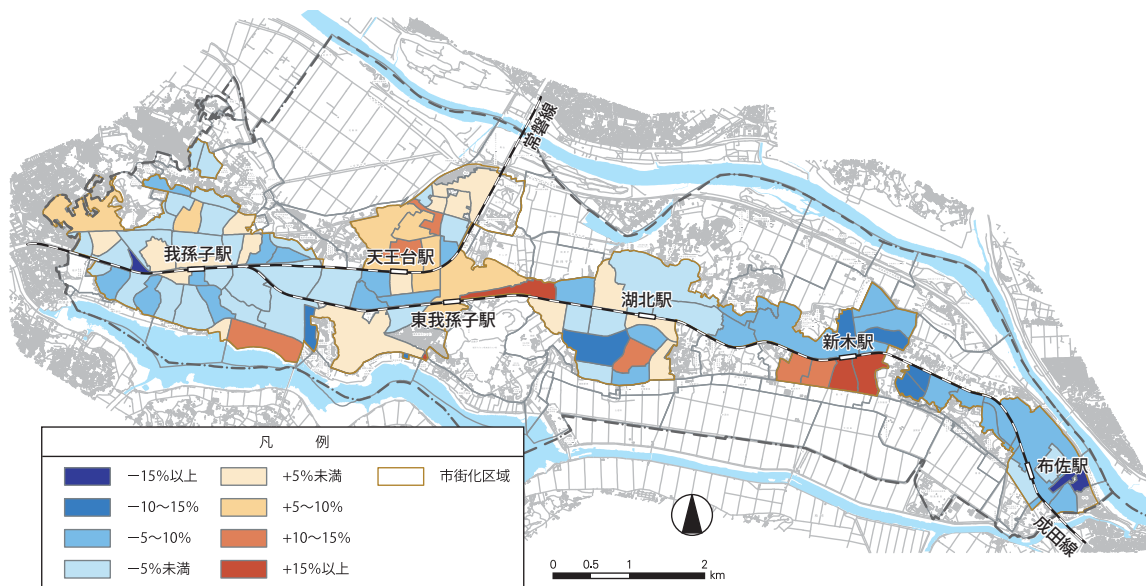 常磐線
我孫子駅
天王台駅
東我孫子駅
湖北駅
新木駅
布佐駅
成田線
凡　例
−15%以上
+5%未満
市街化区域
−10～15%
+5～10%
−5～10%
+10～15%
−5%未満
+15%以上
0 0.5 1 2
km